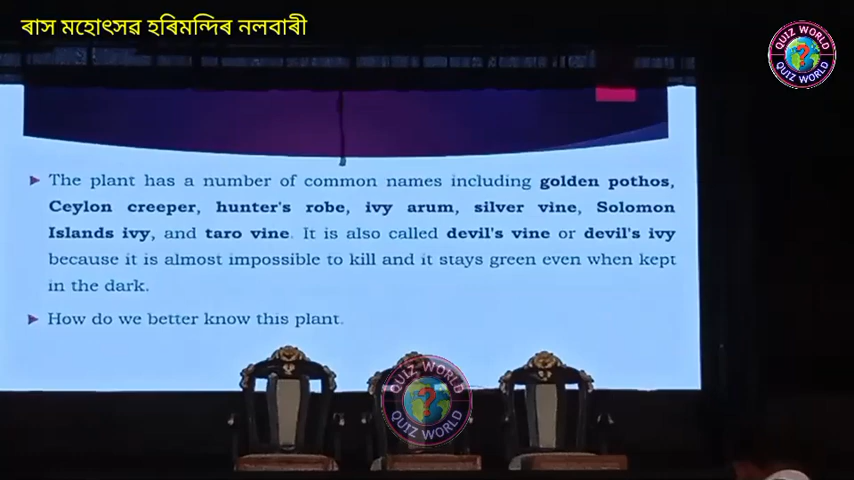 ৰাস মহোৎসৱ হৰিমন্দিৰ নলবাৰী
QUIZ WORLD
QUIZ WORLD
The plant has a number of common names including golden pothos,
Ceylon creeper, hunter's robe, ivy arum, silver vine, Solomon
Islands ivy, and taro vine. It is also called devil's vine or devil's ivy
because it is almost impossible to kill and it stays green even when kept
in the dark.
How do we better know this plant.
QUIZ WORLD
QUIZ WORLD